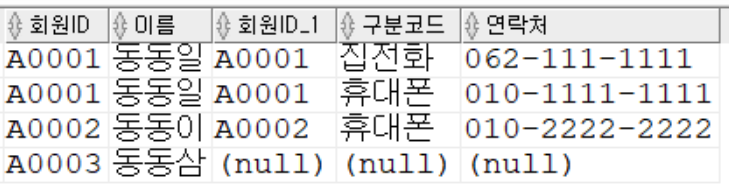 회원ID 이름 회원ID_1 구분코드 연락처
A0001 동동일 A0001 집전화 062-111-1111
A0001 동동일 A0001 휴대폰 010-1111-1111
A0002 동동이 A0002 휴대폰 010-2222-2222
A0003 동동삼 (null) (null) (null)